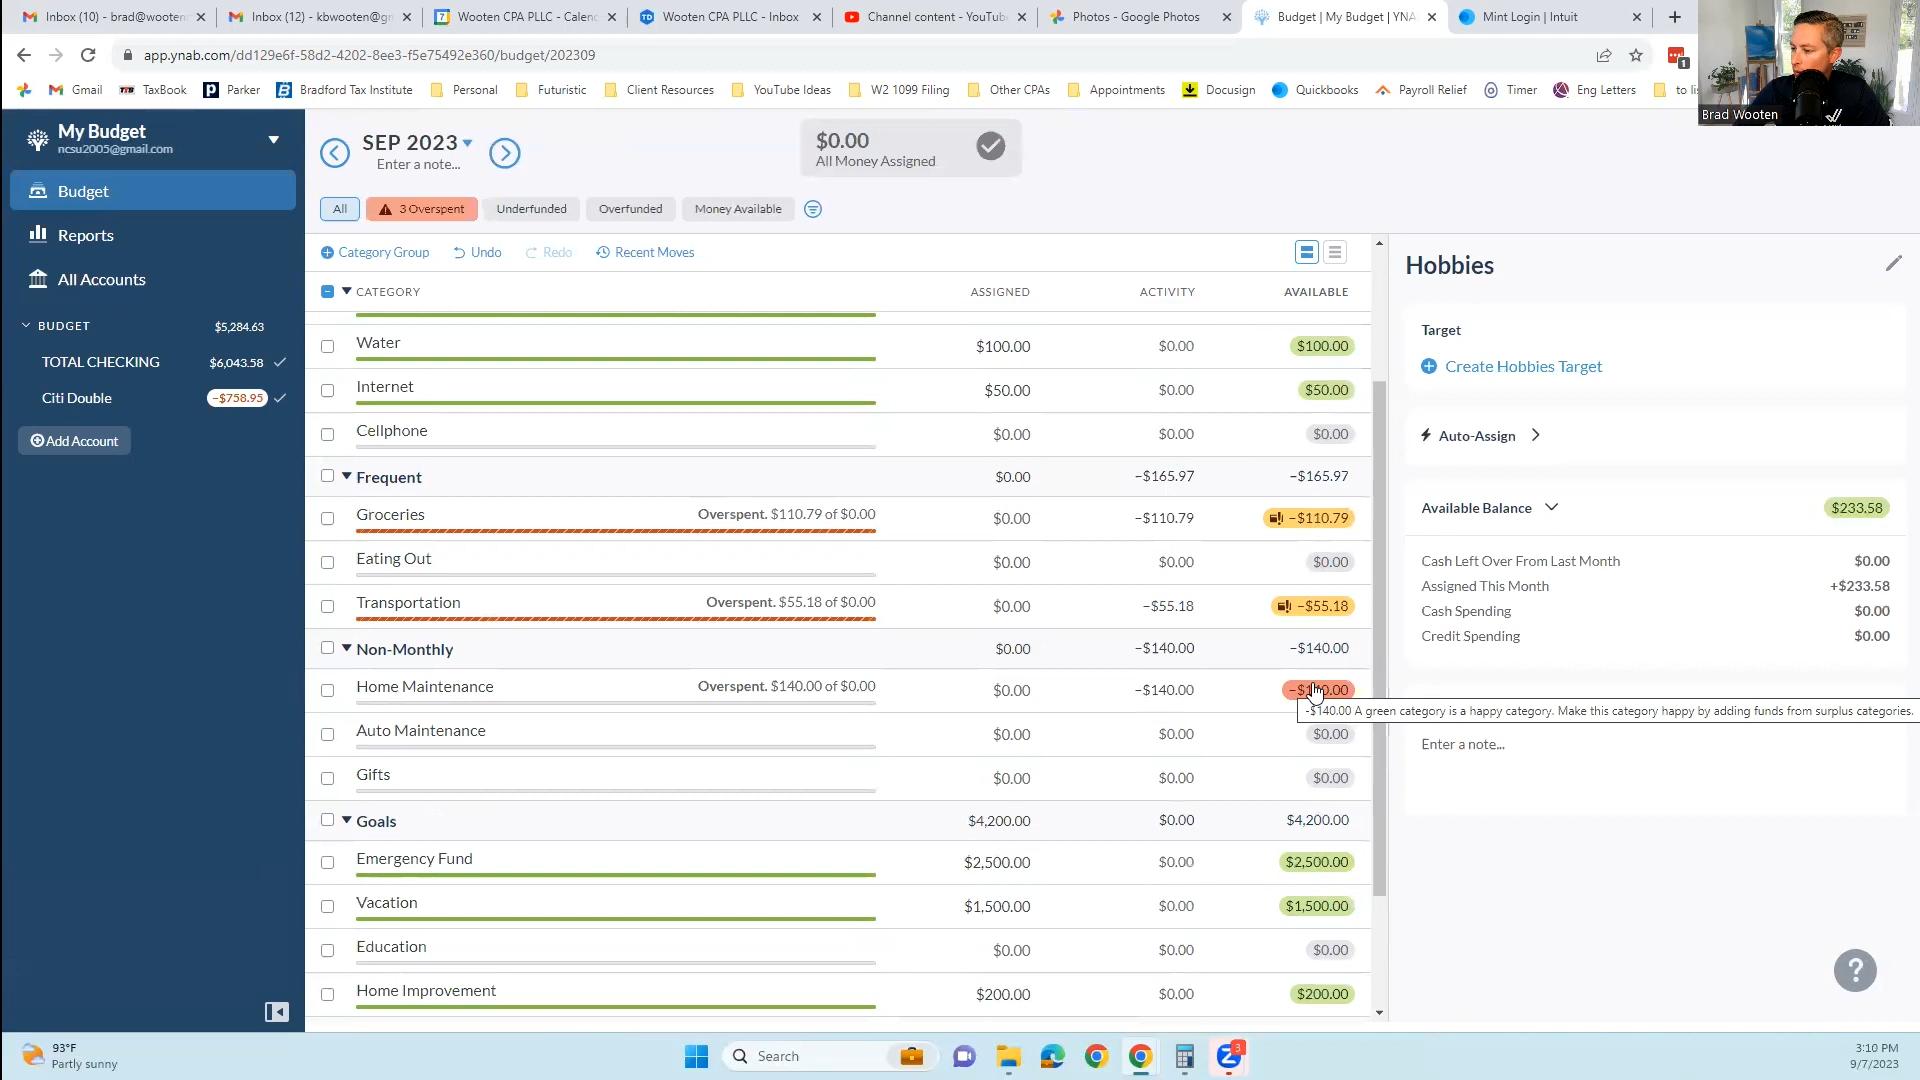 Inbox (10) - brad@wooten
Inbox (12) - kbwooten@gn
Wooten CPA PLLC - Calenc
Wooten CPA PLLC - Inbox
Channel content - YouTub
Photos - Google Photos
Budget | My Budget | YNA
Mint Login | Intuit
app.ynab.com/dd129e6f-58d2-4202-8ee3-f5e75492e360/budget/202309
Gmail
TaxBook
Parker
Bradford Tax Institute
Personal
Futuristic
Client Resources
YouTube Ideas
W2 1099 Filing
Other CPAs
Appointments
Docusign
Quickbooks
Payroll Relief
Timer
Eng Letters
to li
Brad Wooten
My Budget
ncsu2005@gmail.com
Budget
Reports
All Accounts
BUDGET $5,284.63
TOTAL CHECKING $6,043.58
Citi Double -$758.95
Add Account
SEP 2023
Enter a note...
$0.00
All Money Assigned
All
3 Overspent
Underfunded
Overfunded
Money Available
Category Group
Undo
Redo
Recent Moves
CATEGORY ASSIGNED ACTIVITY AVAILABLE
Water $100.00 $0.00 $100.00
Internet $50.00 $0.00 $50.00
Cellphone $0.00 $0.00 $0.00
Frequent $0.00 -$165.97 -$165.97
Groceries Overspent. $110.79 of $0.00 $0.00 -$110.79 -$110.79
Eating Out $0.00 $0.00 $0.00
Transportation Overspent. $55.18 of $0.00 $0.00 -$55.18 -$55.18
Non-Monthly $0.00 -$140.00 -$140.00
Home Maintenance Overspent. $140.00 of $0.00 $0.00 -$140.00
-$140.00 A green category is a happy category. Make this category happy by adding funds from surplus categories.
Auto Maintenance $0.00 $0.00 $0.00
Gifts $0.00 $0.00 $0.00
Goals $4,200.00 $0.00 $4,200.00
Emergency Fund $2,500.00 $0.00 $2,500.00
Vacation $1,500.00 $0.00 $1,500.00
Education $0.00 $0.00 $0.00
Home Improvement $200.00 $0.00 $200.00
Hobbies
Target
Create Hobbies Target
Auto-Assign
Available Balance $233.58
Cash Left Over From Last Month $0.00
Assigned This Month +$233.58
Cash Spending $0.00
Credit Spending $0.00
Enter a note...
?
93°F
Partly sunny
Search
3
3:10 PM
9/7/2023